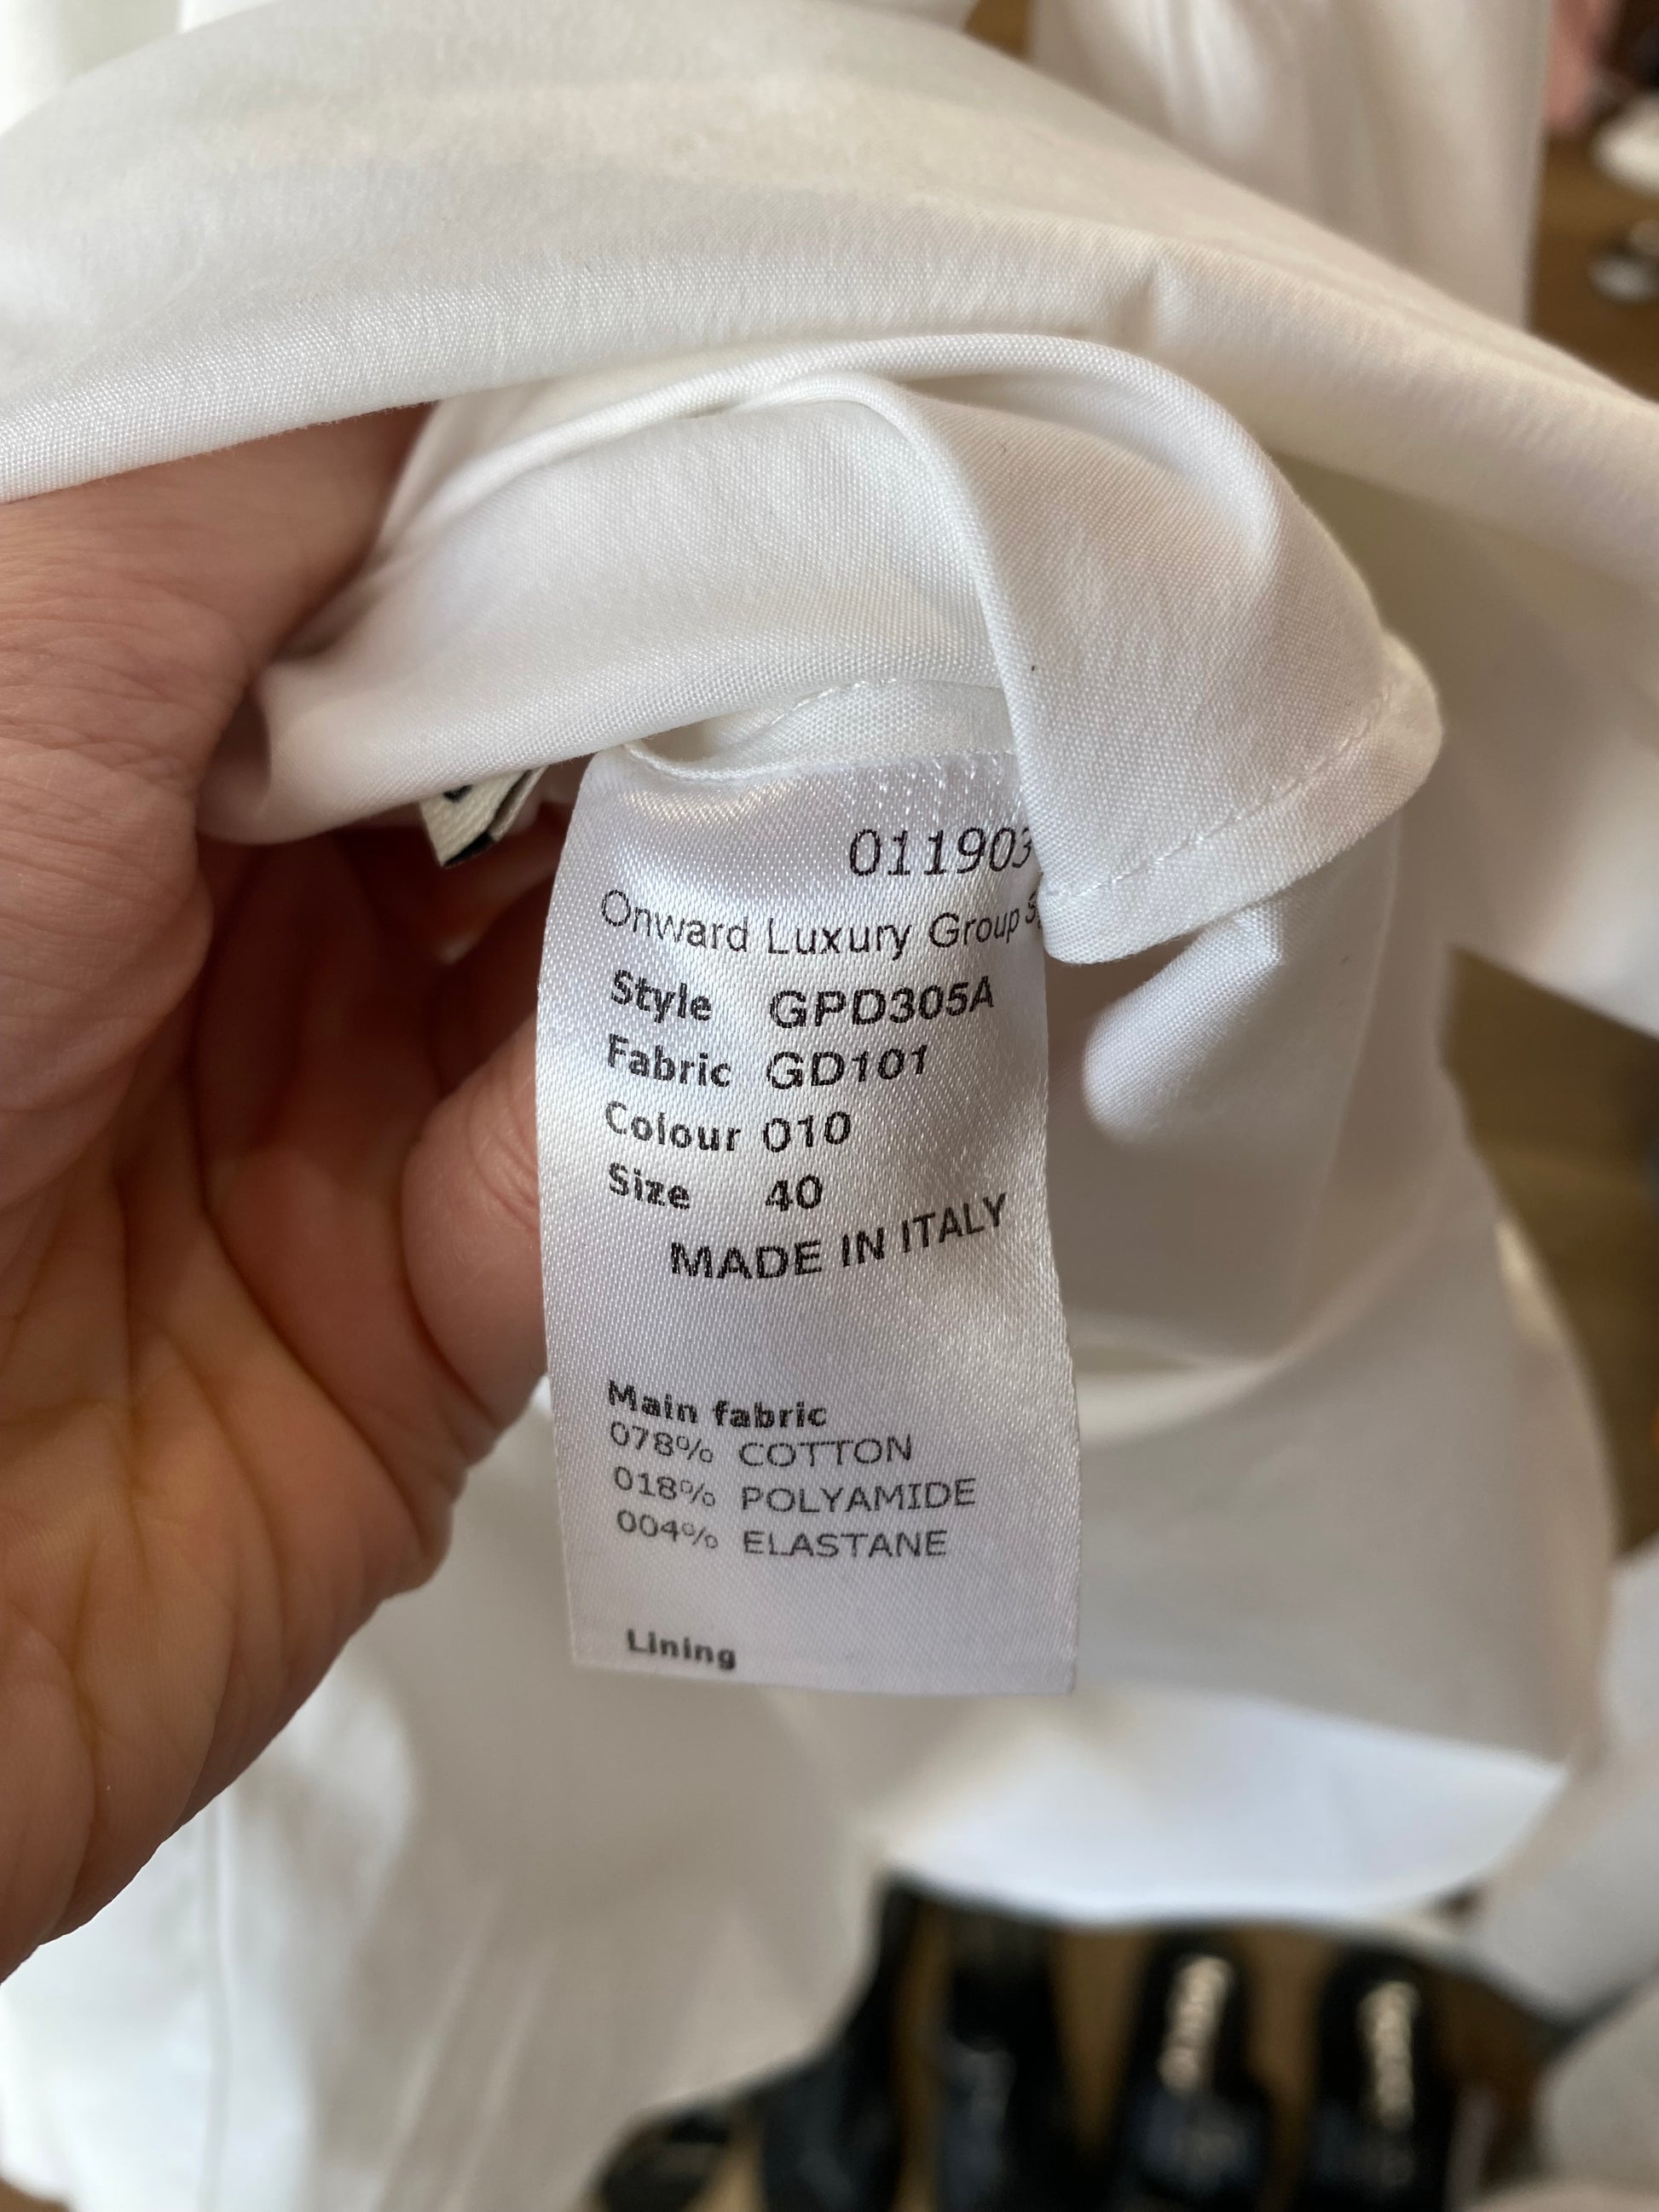 011903
Onward Luxury Group
Style GPD305A
Fabric GD101
Colour 010
Size 40
MADE IN ITALY
Main fabric
078% COTTON
018% POLYAMIDE
004% ELASTANE
Lining